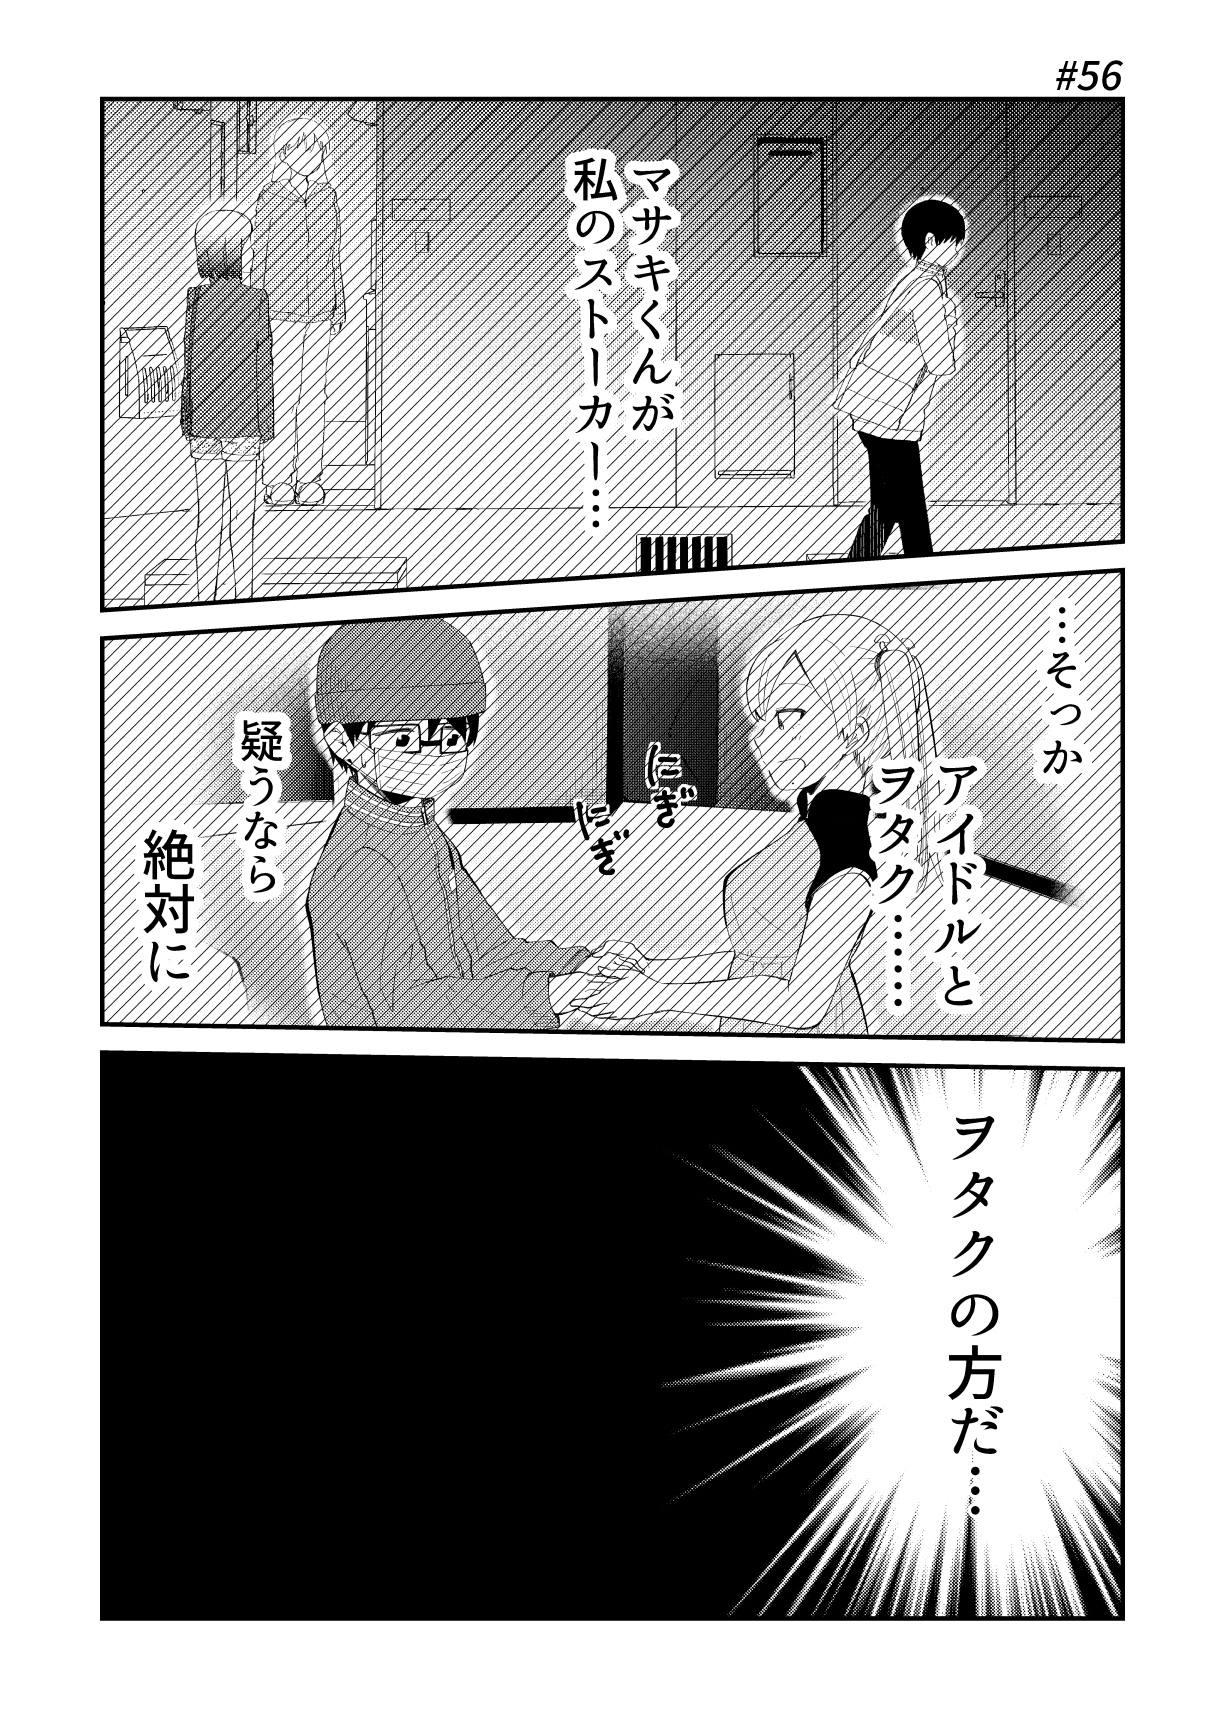 #56
マサキくんが
私のストーカー…
…そっか
アイドルと
ヲタク……
にぎ
にぎ
疑うなら
絶対に
ヲタクの方だ…